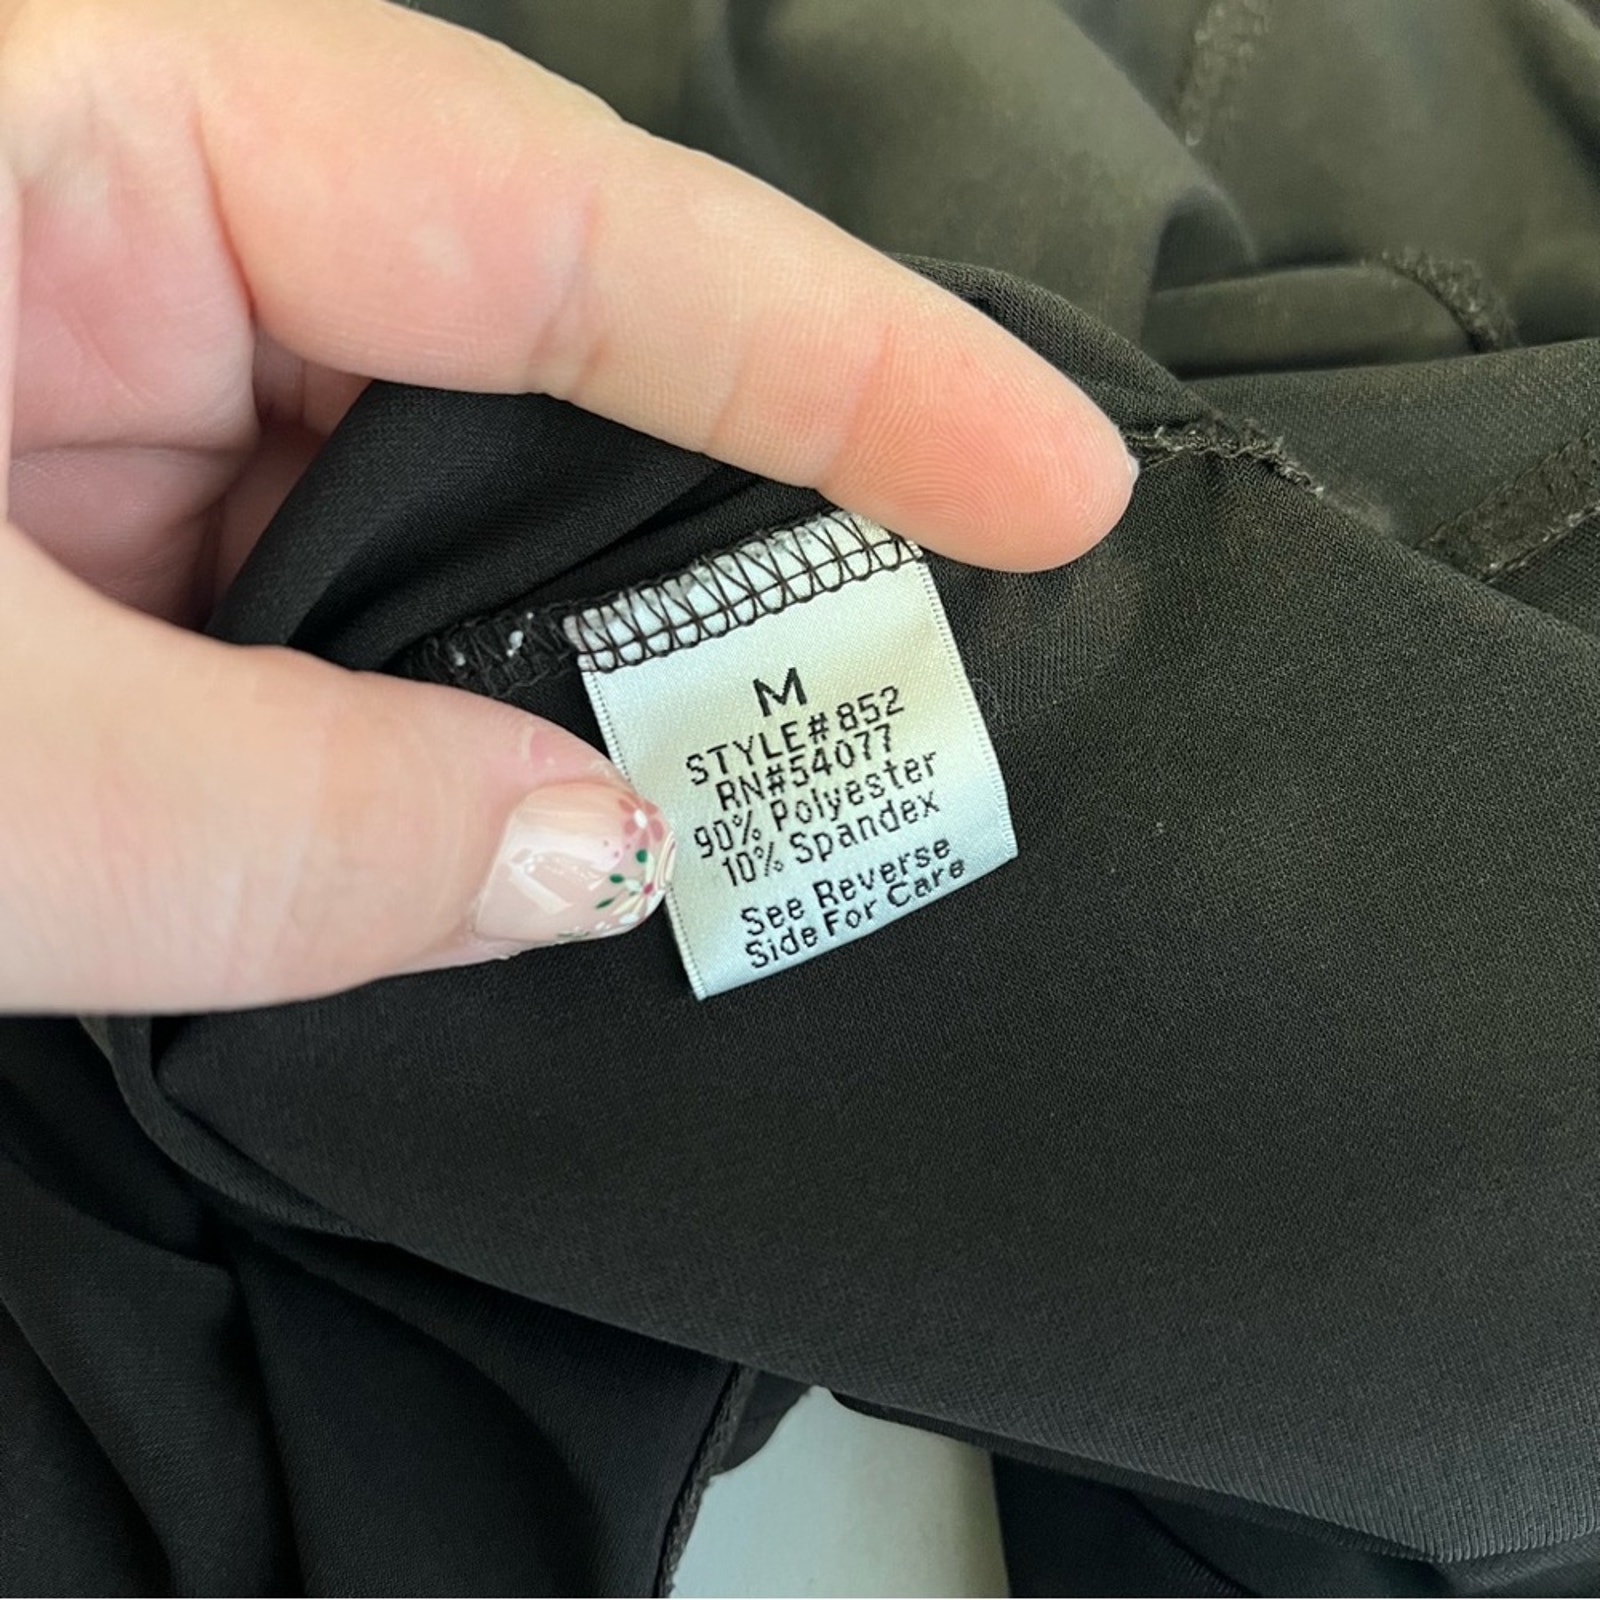 M
STYLE#852
RN#54077
90% Polyester
10% Spandex
See Reverse
Side For Care